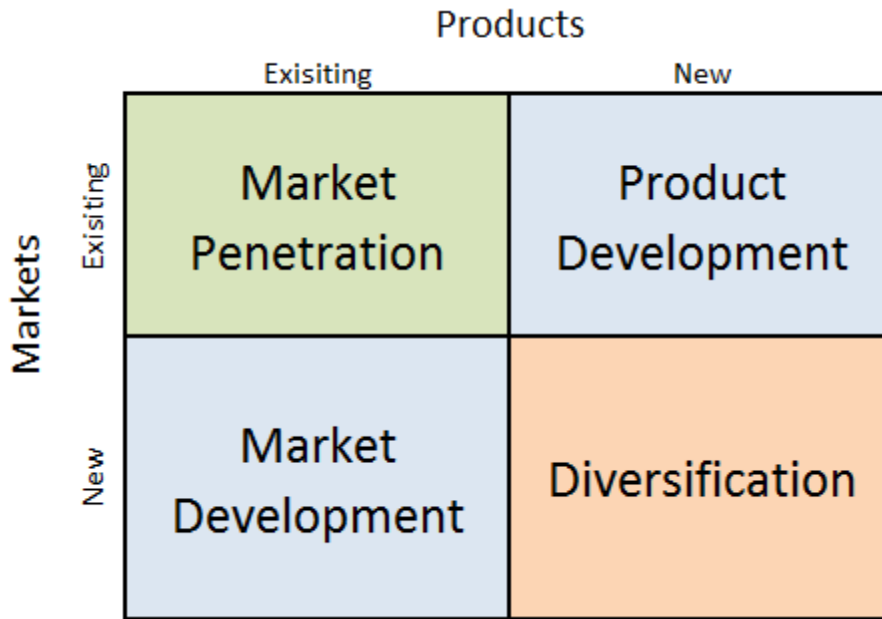 Products
Exisiting
New
Markets
Exisiting
Market
Penetration
Product
Development
New
Market
Development
Diversification